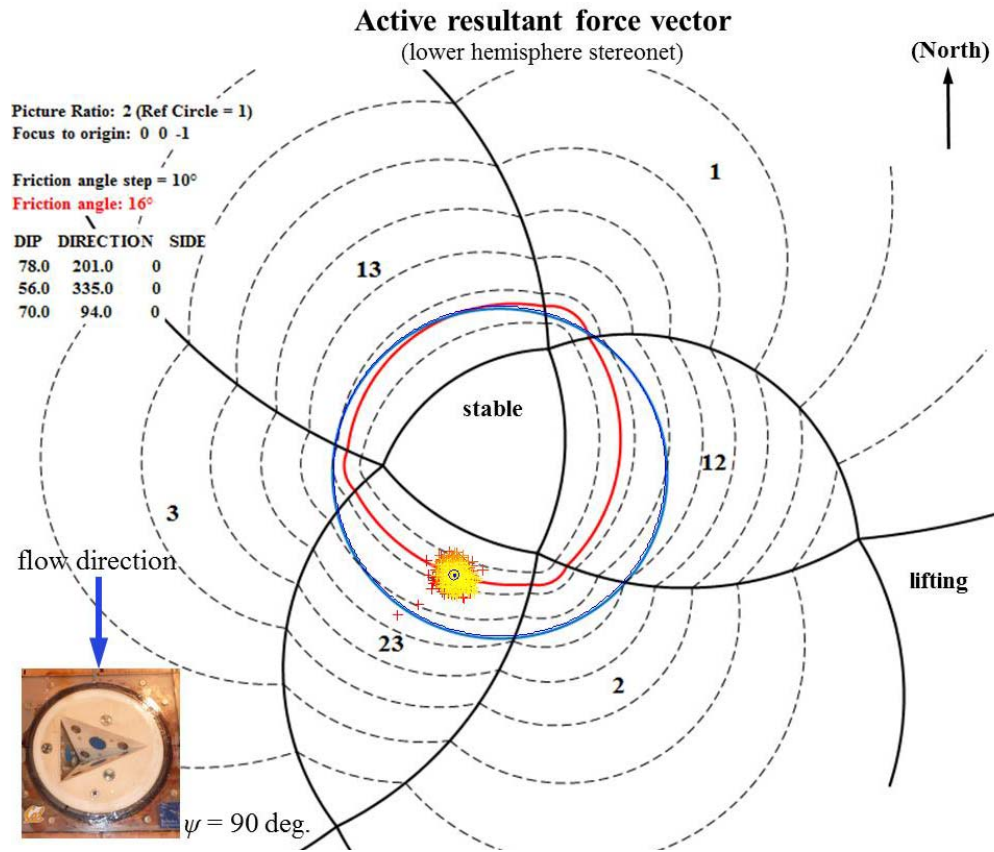 Active resultant force vector
(lower hemisphere stereonet)
(North)
Picture Ratio: 2 (Ref Circle = 1)
Focus to origin: 0 0 -1
Friction angle step = 10°
Friction angle: 16°
DIP DIRECTION SIDE
78.0 201.0 0
56.0 335.0 0
70.0 94.0 0
1
13
stable
12
3
flow direction
lifting
23
2
ψ = 90 deg.